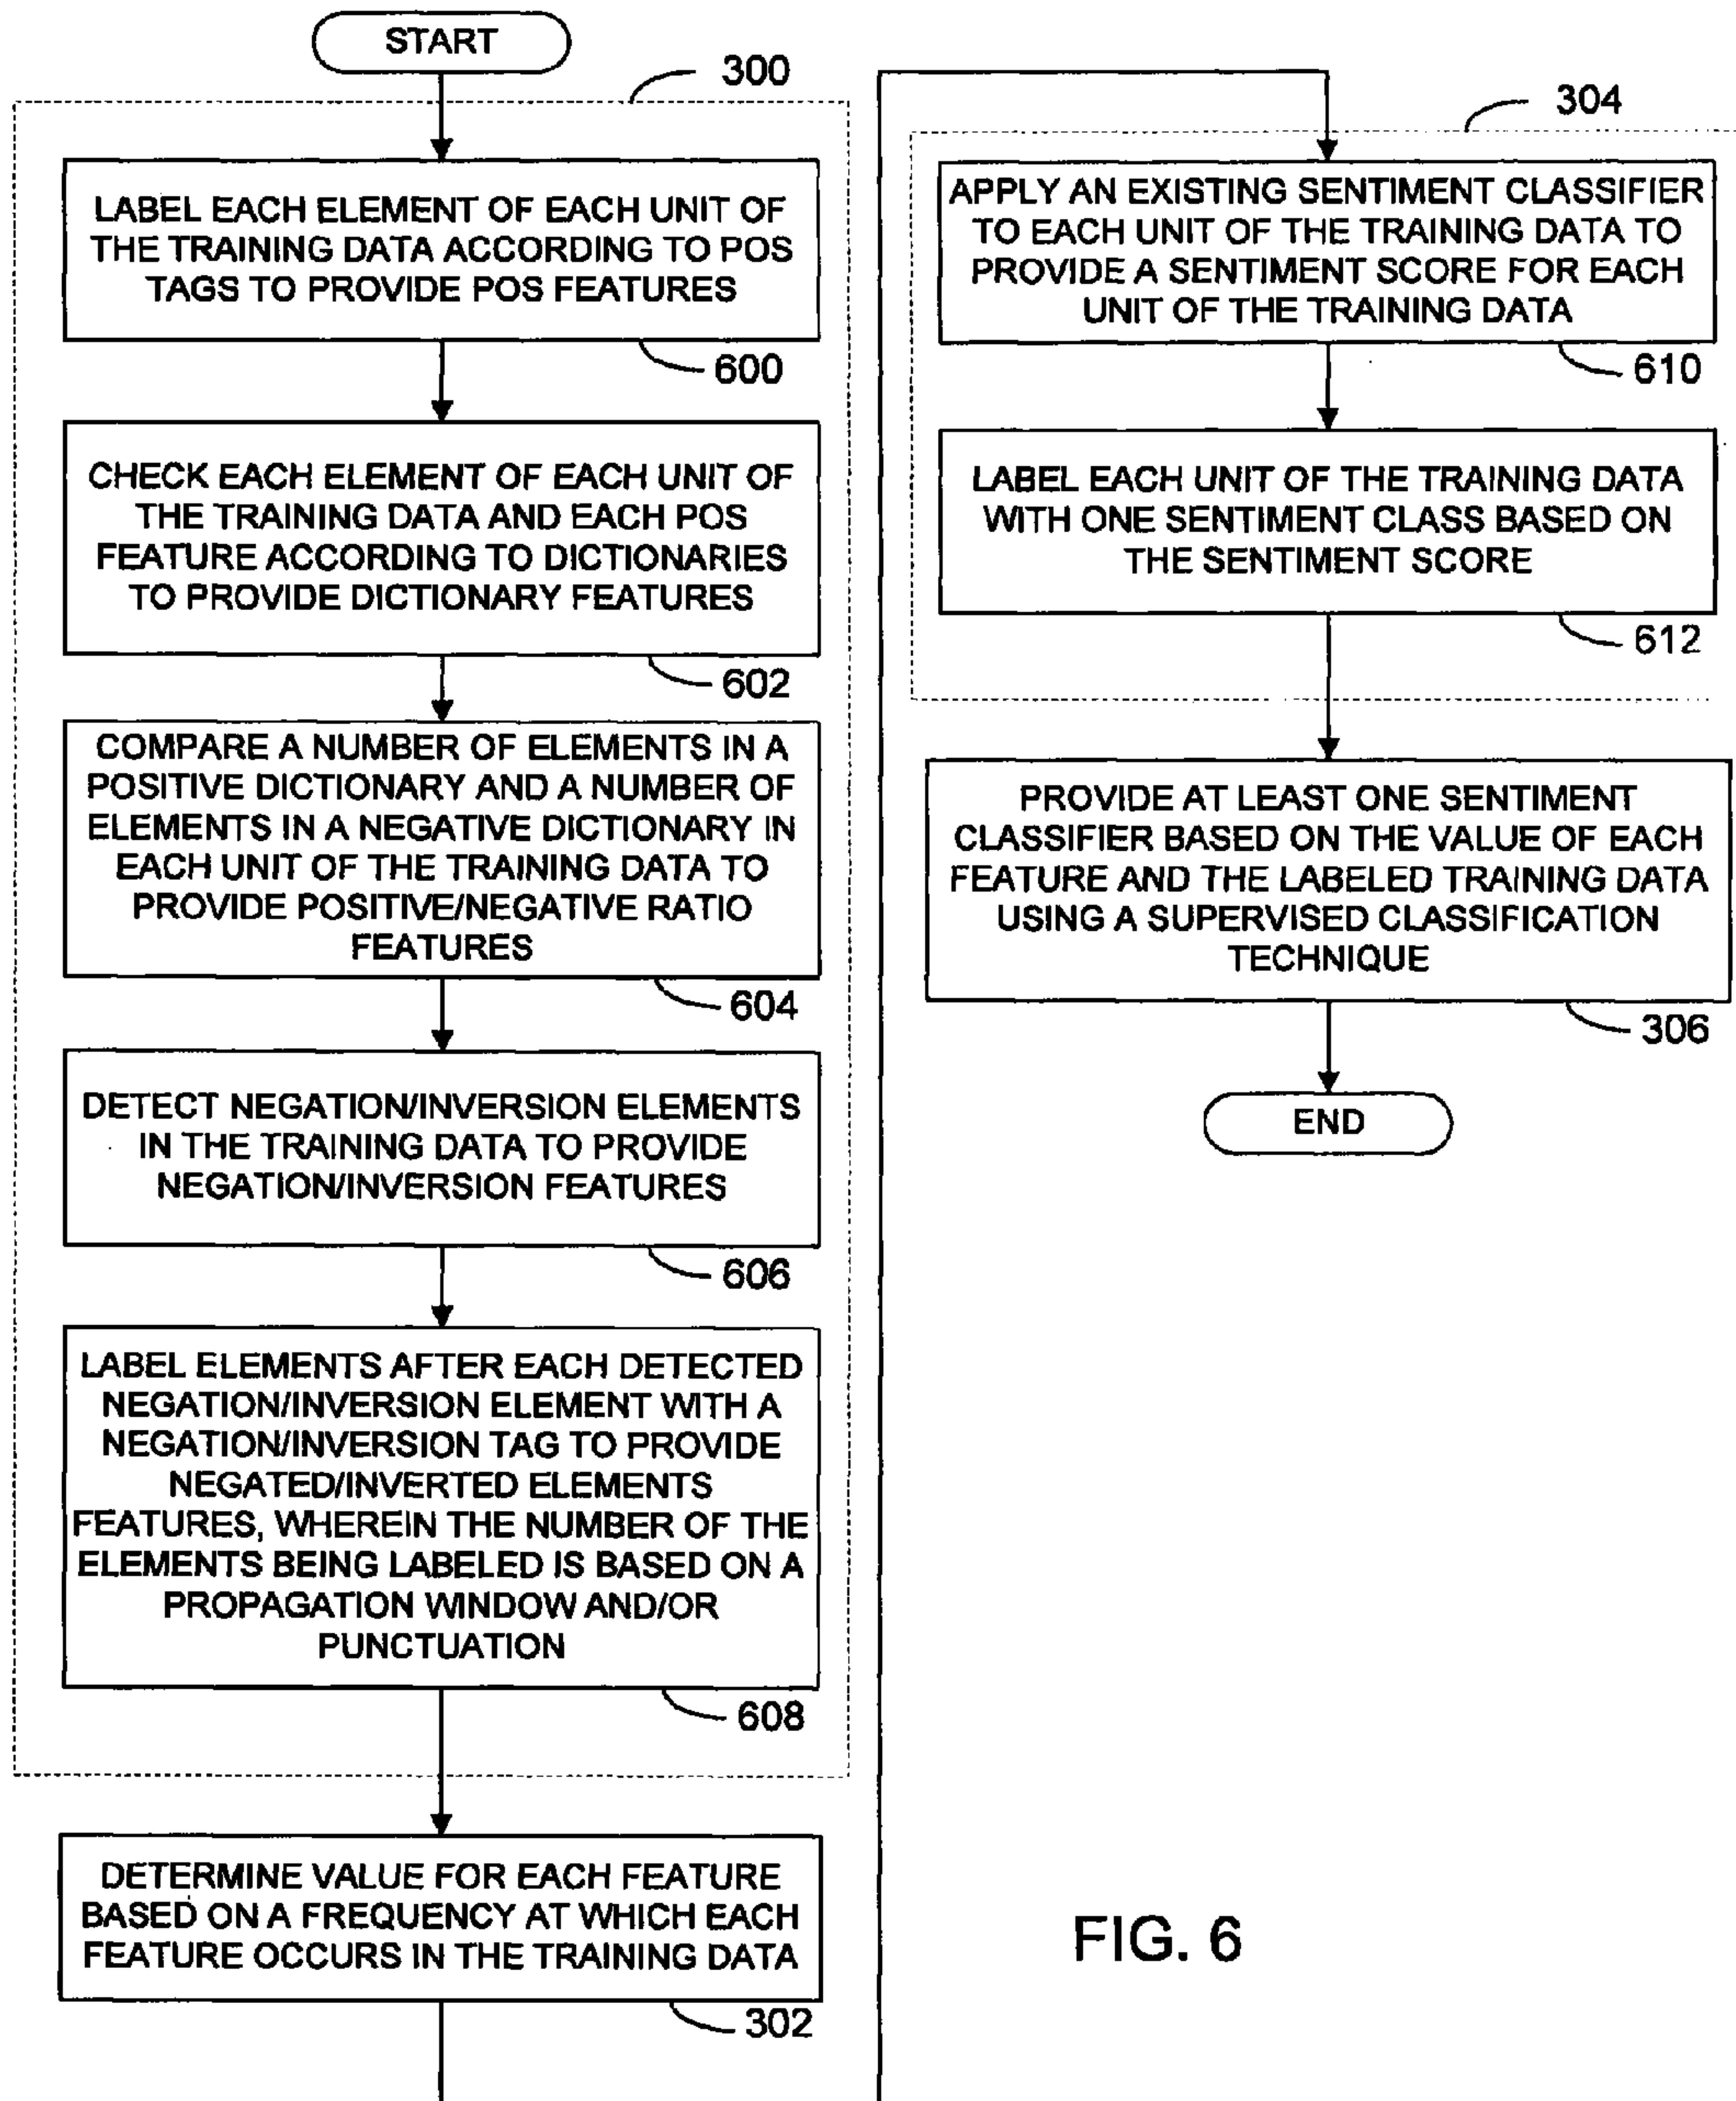 START
300
LABEL EACH ELEMENT OF EACH UNIT OF
THE TRAINING DATA ACCORDING TO POS
TAGS TO PROVIDE POS FEATURES
600
CHECK EACH ELEMENT OF EACH UNIT OF
THE TRAINING DATA AND EACH POS
FEATURE ACCORDING TO DICTIONARIES
TO PROVIDE DICTIONARY FEATURES
602
COMPARE A NUMBER OF ELEMENTS IN A
POSITIVE DICTIONARY AND A NUMBER OF
ELEMENTS IN A NEGATIVE DICTIONARY IN
EACH UNIT OF THE TRAINING DATA TO
PROVIDE POSITIVE/NEGATIVE RATIO
FEATURES
604
DETECT NEGATION/INVERSION ELEMENTS
IN THE TRAINING DATA TO PROVIDE
NEGATION/INVERSION FEATURES
606
LABEL ELEMENTS AFTER EACH DETECTED
NEGATION/INVERSION ELEMENT WITH A
NEGATION/INVERSION TAG TO PROVIDE
NEGATED/INVERTED ELEMENTS
FEATURES, WHEREIN THE NUMBER OF THE
ELEMENTS BEING LABELED IS BASED ON A
PROPAGATION WINDOW AND/OR
PUNCTUATION
608
DETERMINE VALUE FOR EACH FEATURE
BASED ON A FREQUENCY AT WHICH EACH
FEATURE OCCURS IN THE TRAINING DATA
302
304
APPLY AN EXISTING SENTIMENT CLASSIFIER
TO EACH UNIT OF THE TRAINING DATA TO
PROVIDE A SENTIMENT SCORE FOR EACH
UNIT OF THE TRAINING DATA
610
LABEL EACH UNIT OF THE TRAINING DATA
WITH ONE SENTIMENT CLASS BASED ON
THE SENTIMENT SCORE
612
PROVIDE AT LEAST ONE SENTIMENT
CLASSIFIER BASED ON THE VALUE OF EACH
FEATURE AND THE LABELED TRAINING DATA
USING A SUPERVISED CLASSIFICATION
TECHNIQUE
306
END
FIG. 6